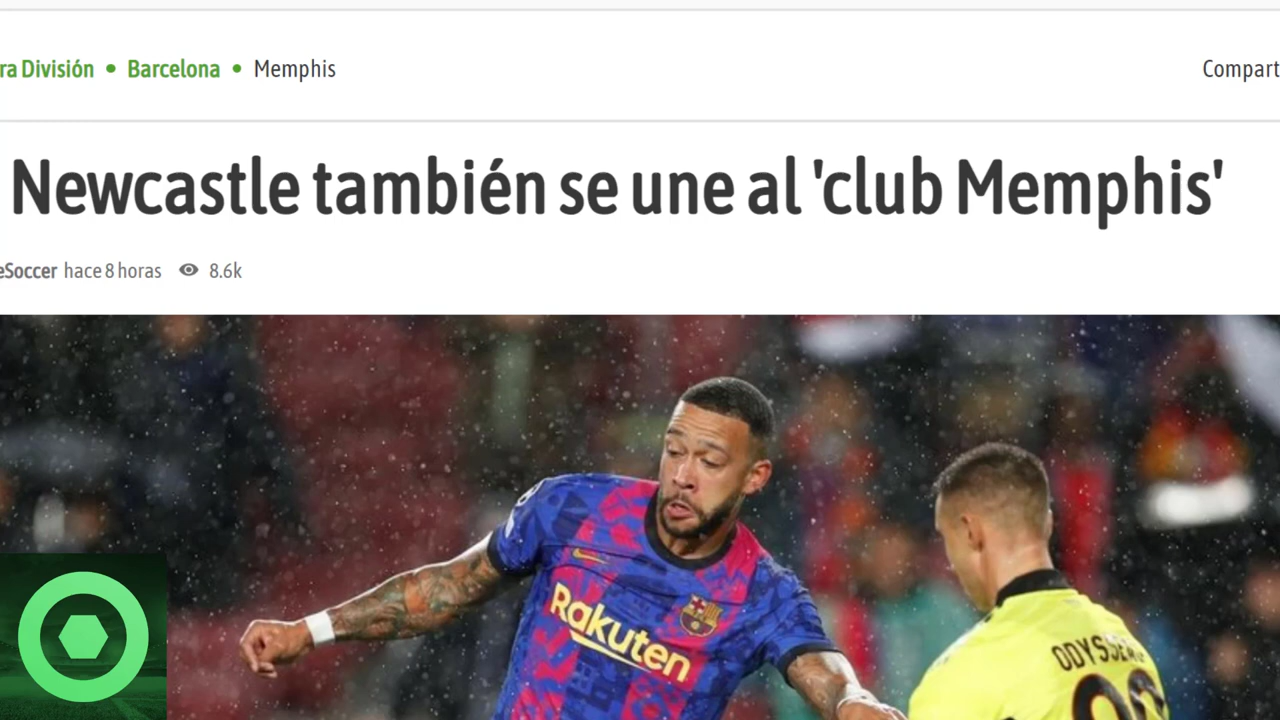 ra División • Barcelona • Memphis Compart
Newcastle también se une al 'club Memphis'
eSoccer hace 8 horas 8.6k
Rakuten